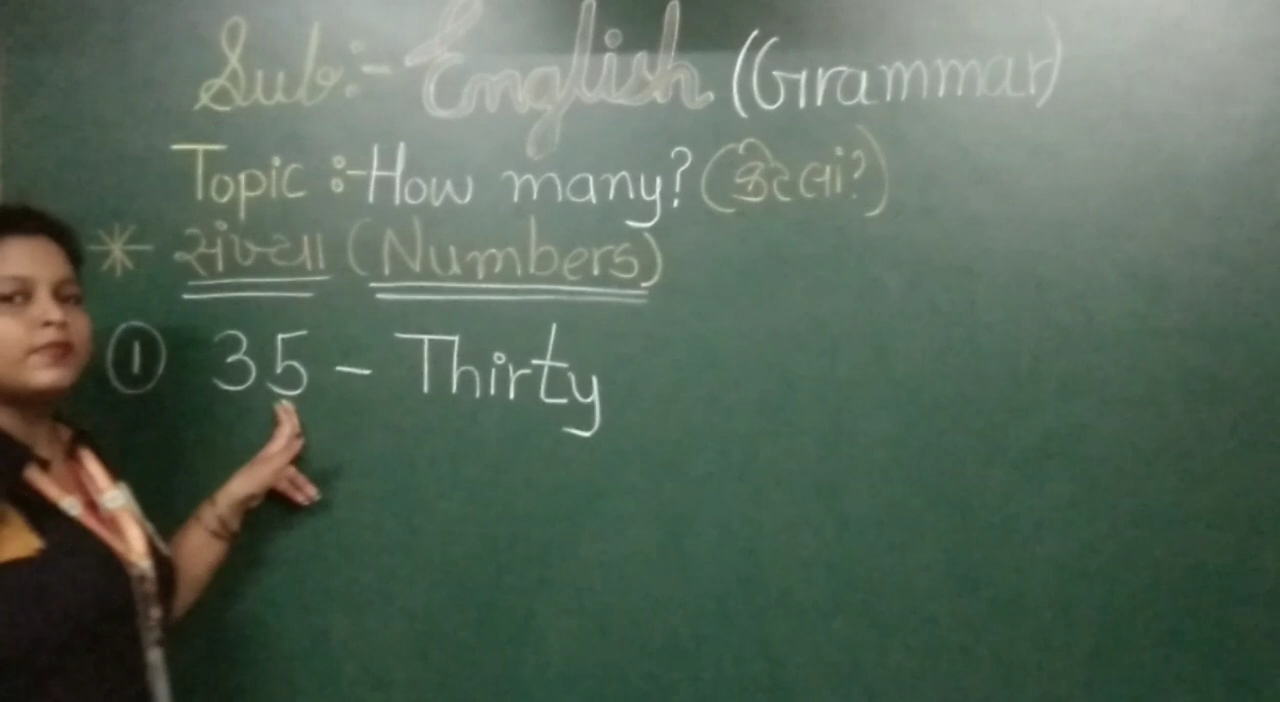 Sub:- English (Grammar)
Topic :- How many? (કેટલાં?)
* સંખ્યા (Numbers)
① 35 - Thirty